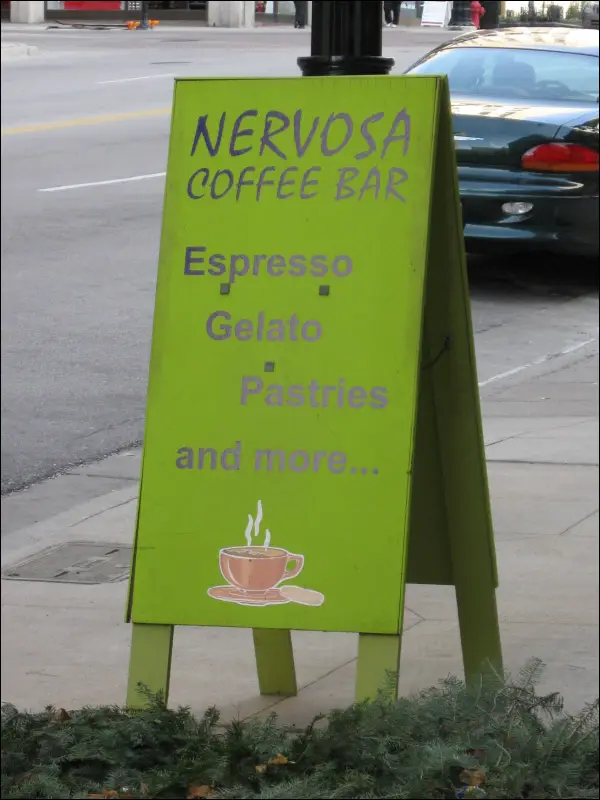 NERVOSA
COFFEE BAR
Espresso
Gelato
Pastries
and more...